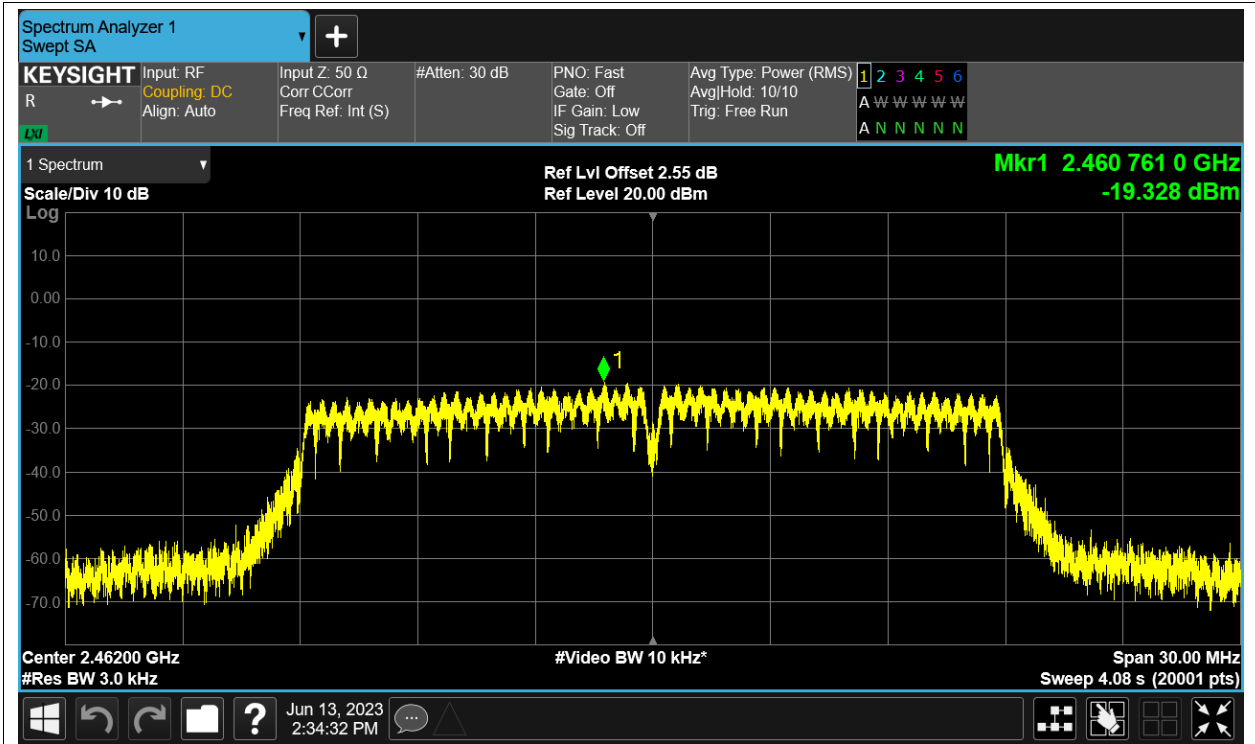 Spectrum Analyzer 1
Swept SA
KEYSIGHT
R
LXI
Input: RF
Coupling: DC
Align: Auto
Input Z: 50 Ω
Corr CCorr
Freq Ref: Int (S)
#Atten: 30 dB
PNO: Fast
Gate: Off
IF Gain: Low
Sig Track: Off
Avg Type: Power (RMS)
Avg|Hold: 10/10
Trig: Free Run
1 2 3 4 5 6
A W W W W W
A N N N N N
1 Spectrum
Scale/Div 10 dB
Log
Ref Lvl Offset 2.55 dB
Ref Level 20.00 dBm
Mkr1 2.460 761 0 GHz
-19.328 dBm
10.0
0.00
-10.0
1
-20.0
-30.0
-40.0
-50.0
-60.0
-70.0
Center 2.46200 GHz
#Res BW 3.0 kHz
#Video BW 10 kHz*
Span 30.00 MHz
Sweep 4.08 s (20001 pts)
?
Jun 13, 2023
2:34:32 PM